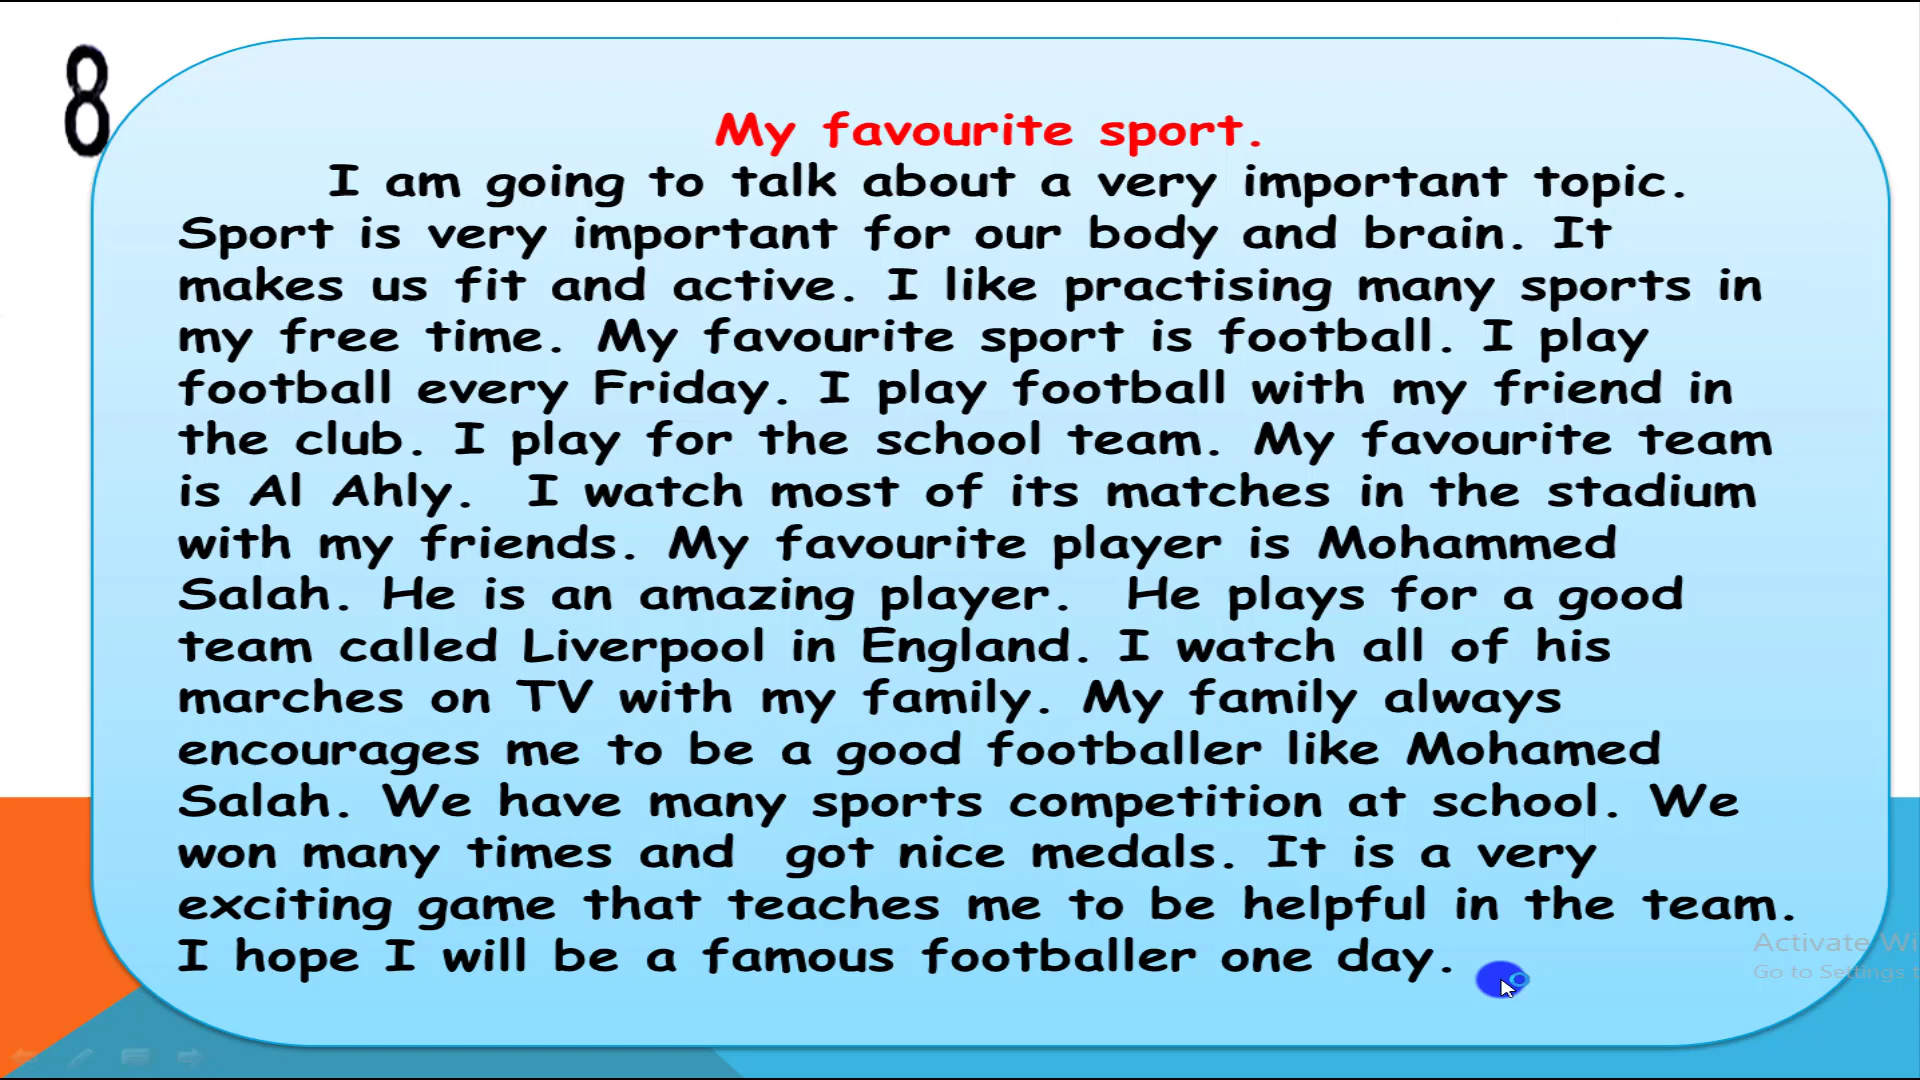 8
My favourite sport.
I am going to talk about a very important topic.
Sport is very important for our body and brain. It
makes us fit and active. I like practising many sports in
my free time. My favourite sport is football. I play
football every Friday. I play football with my friend in
the club. I play for the school team. My favourite team
is Al Ahly. I watch most of its matches in the stadium
with my friends. My favourite player is Mohammed
Salah. He is an amazing player. He plays for a good
team called Liverpool in England. I watch all of his
marches on TV with my family. My family always
encourages me to be a good footballer like Mohamed
Salah. We have many sports competition at school. We
won many times and got nice medals. It is a very
exciting game that teaches me to be helpful in the team.
I hope I will be a famous footballer one day.
Activate Wi
Go to Settings t